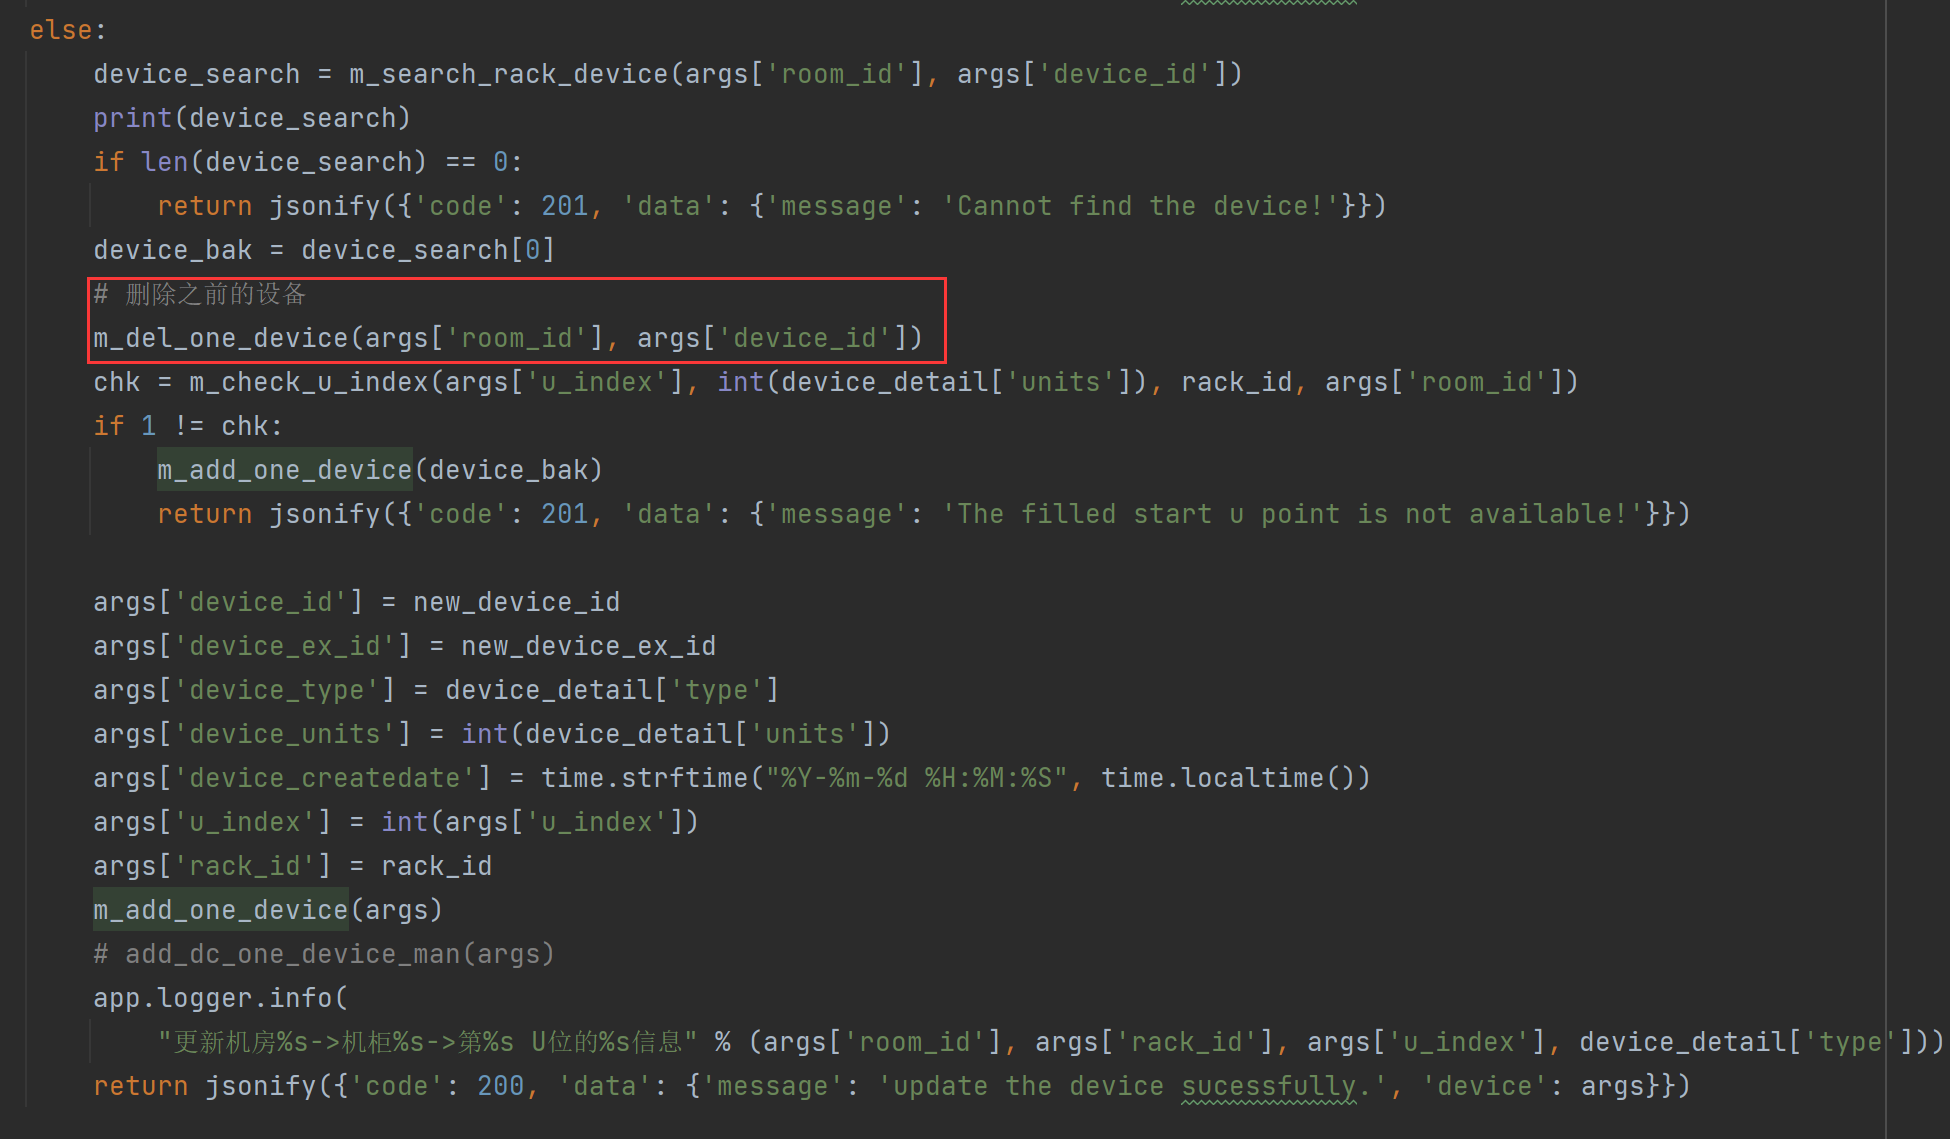 else:
device_search = m_search_rack_device(args['room_id'], args['device_id'])
print(device_search)
if len(device_search) == 0:
return jsonify({'code': 201, 'data': {'message': 'Cannot find the device!'}})
device_bak = device_search[0]
# 删除之前的设备
m_del_one_device(args['room_id'], args['device_id'])
chk = m_check_u_index(args['u_index'], int(device_detail['units']), rack_id, args['room_id'])
if 1 != chk:
m_add_one_device(device_bak)
return jsonify({'code': 201, 'data': {'message': 'The filled start u point is not available!'}})
args['device_id'] = new_device_id
args['device_ex_id'] = new_device_ex_id
args['device_type'] = device_detail['type']
args['device_units'] = int(device_detail['units'])
args['device_createdate'] = time.strftime("%Y-%m-%d %H:%M:%S", time.localtime())
args['u_index'] = int(args['u_index'])
args['rack_id'] = rack_id
m_add_one_device(args)
# add_dc_one_device_man(args)
app.logger.info(
"更新机房%s->机柜%s->第%s U位的%s信息" % (args['room_id'], args['rack_id'], args['u_index'], device_detail['type']))
return jsonify({'code': 200, 'data': {'message': 'update the device sucessfully.', 'device': args}})